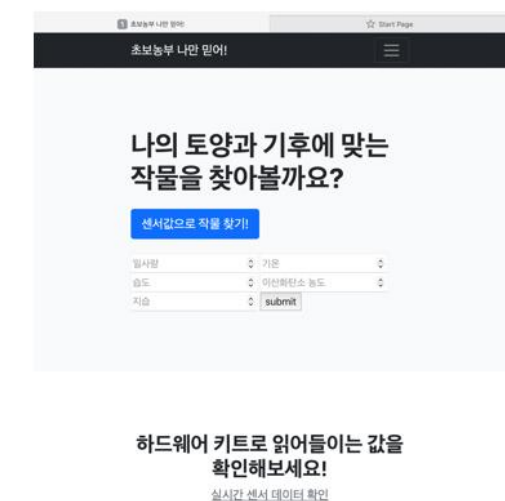 초보농부 나만 믿어!
Start Page
초보농부 나만 믿어!
나의 토양과 기후에 맞는
작물을 찾아볼까요?
센서값으로 작물 찾기!
일사량 기온
습도 이산화탄소 농도
지습 submit
하드웨어 키트로 읽어들이는 값을
확인해보세요!
실시간 센서 데이터 확인